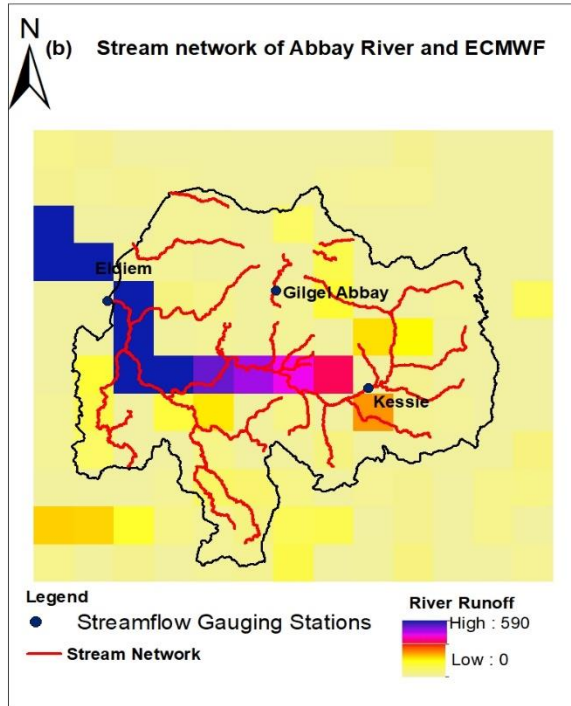 N
(b) Stream network of Abbay River and ECMWF
Eldiem
Gilgel Abbay
Kessie
Legend
Streamflow Gauging Stations
Stream Network
River Runoff
High : 590
Low : 0